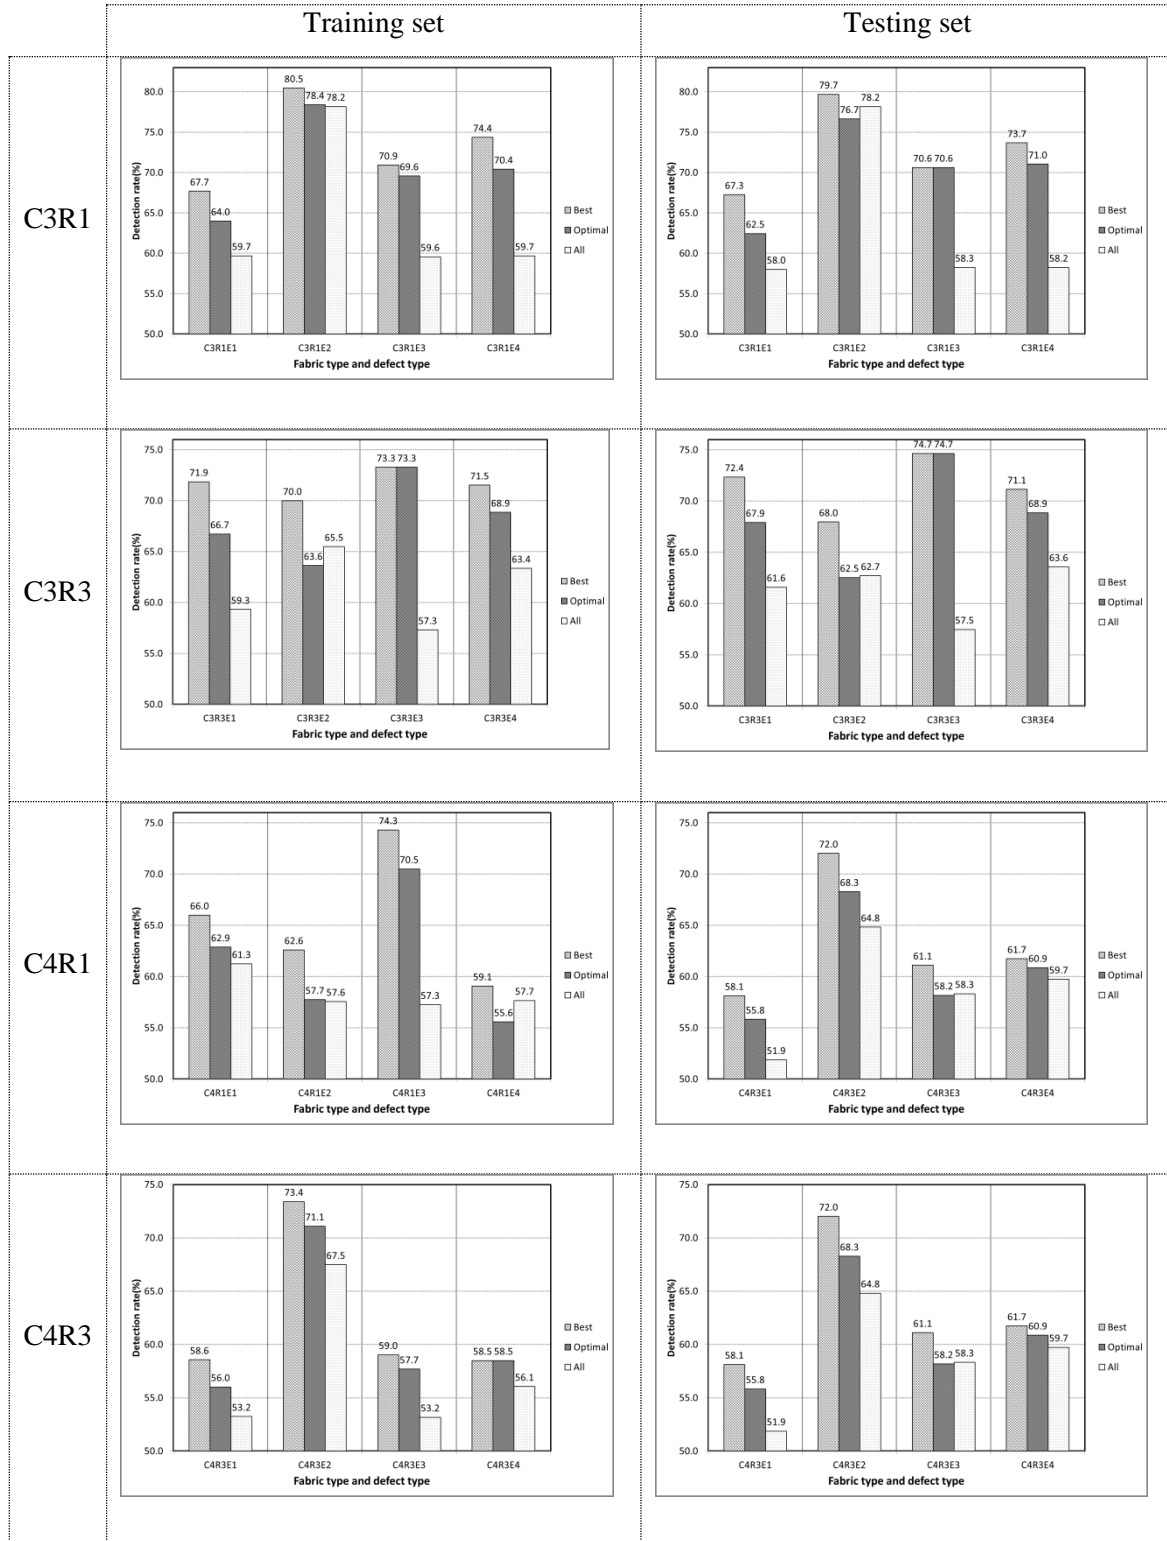 Training set
Testing set
C3R1
80.0
75.0
70.0
65.0
60.0
55.0
50.0
Detection rate(%)
67.7
64.0
59.7
80.5
78.4
78.2
70.9
69.6
59.6
74.4
70.4
59.7
C3R1E1 C3R1E2 C3R1E3 C3R1E4
Fabric type and defect type
Best
Optimal
All
80.0
75.0
70.0
65.0
60.0
55.0
50.0
Detection rate(%)
67.3
62.5
58.0
79.7
76.7
78.2
70.6
70.6
58.3
73.7
71.0
58.2
C3R1E1 C3R1E2 C3R1E3 C3R1E4
Fabric type and defect type
Best
Optimal
All
C3R3
75.0
70.0
65.0
60.0
55.0
50.0
Detection rate(%)
71.9
66.7
59.3
70.0
63.6
65.5
73.3
73.3
57.3
71.5
68.9
63.4
C3R3E1 C3R3E2 C3R3E3 C3R3E4
Fabric type and defect type
Best
Optimal
All
75.0
70.0
65.0
60.0
55.0
50.0
Detection rate(%)
72.4
67.9
61.6
68.0
62.5
62.7
74.7
74.7
57.5
71.1
68.9
63.6
C3R3E1 C3R3E2 C3R3E3 C3R3E4
Fabric type and defect type
Best
Optimal
All
C4R1
75.0
70.0
65.0
60.0
55.0
50.0
Detection rate(%)
66.0
62.9
61.3
62.6
57.7
57.6
74.3
70.5
57.3
59.1
55.6
57.7
C4R1E1 C4R1E2 C4R1E3 C4R1E4
Fabric type and defect type
Best
Optimal
All
75.0
70.0
65.0
60.0
55.0
50.0
Detection rate(%)
58.1
55.8
51.9
72.0
68.3
64.8
61.1
58.2
58.3
61.7
60.9
59.7
C4R3E1 C4R3E2 C4R3E3 C4R3E4
Fabric type and defect type
Best
Optimal
All
C4R3
75.0
70.0
65.0
60.0
55.0
50.0
Detection rate(%)
58.6
56.0
53.2
73.4
71.1
67.5
59.0
57.7
53.2
58.5
58.5
56.1
C4R3E1 C4R3E2 C4R3E3 C4R3E4
Fabric type and defect type
Best
Optimal
All
75.0
70.0
65.0
60.0
55.0
50.0
Detection rate(%)
58.1
55.8
51.9
72.0
68.3
64.8
61.1
58.2
58.3
61.7
60.9
59.7
C4R3E1 C4R3E2 C4R3E3 C4R3E4
Fabric type and defect type
Best
Optimal
All